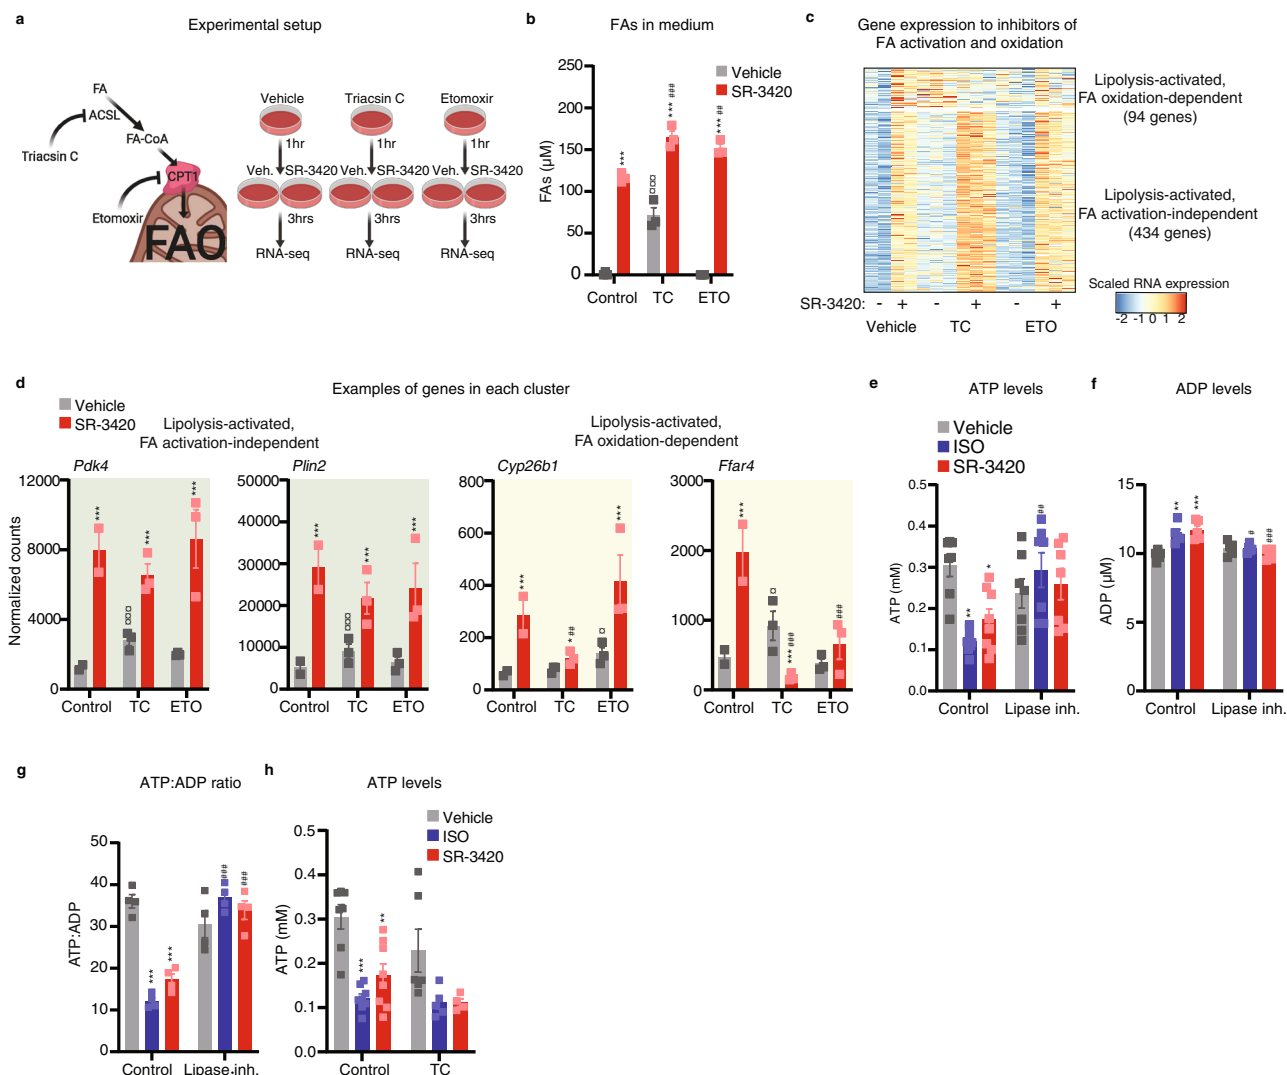 a
Experimental setup
FA
ACSL
FA-CoA
Triacsin C
CPT1
Etomoxir
FAO
Vehicle
Triacsin C
Etomoxir
1hr
1hr
1hr
Veh. SR-3420
Veh. SR-3420
Veh. SR-3420
3hrs
3hrs
3hrs
RNA-seq
RNA-seq
RNA-seq
b
FAs in medium
Vehicle
SR-3420
FAs (μM)
250
200
150
100
50
0
***
¤¤¤
*** ###
*** ##
Control
TC
ETO
c
Gene expression to inhibitors of
FA activation and oxidation
Lipolysis-activated,
FA oxidation-dependent
(94 genes)
Lipolysis-activated,
FA activation-independent
(434 genes)
Scaled RNA expression
-2 -1 0 1 2
SR-3420: - + - + - +
Vehicle
TC
ETO
d
Examples of genes in each cluster
Vehicle
SR-3420
Lipolysis-activated,
FA activation-independent
Lipolysis-activated,
FA oxidation-dependent
Normalized counts
Pdk4
12000
8000
4000
0
***
¤¤¤
***
***
Control
TC
ETO
Plin2
50000
40000
30000
20000
10000
0
***
¤¤¤
***
***
Control
TC
ETO
Cyp26b1
800
600
400
200
0
***
* ##
¤
***
Control
TC
ETO
Ffar4
3000
2000
1000
0
***
¤
*** ###
###
Control
TC
ETO
e
ATP levels
Vehicle
ISO
SR-3420
ATP (mM)
0.5
0.4
0.3
0.2
0.1
0.0
**
*
##
Control
Lipase inh.
f
ADP levels
ADP (μM)
15
10
5
0
**
***
#
###
Control
Lipase inh.
g
ATP:ADP ratio
ATP:ADP
50
40
30
20
10
0
***
***
###
###
Control
Lipase.inh.
h
ATP levels
Vehicle
ISO
SR-3420
ATP (mM)
0.5
0.4
0.3
0.2
0.1
0.0
***
**
Control
TC